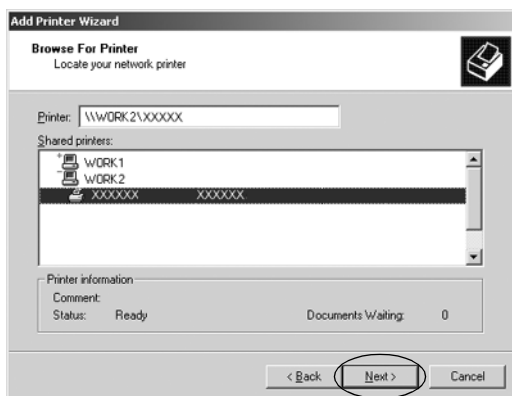 Add Printer Wizard
Browse For Printer
Locate your network printer
Printer: \\WORK2\XXXXX
Shared printers:
WORK1
WORK2
XXXXXX XXXXXX
Printer information
Comment:
Status: Ready Documents Waiting: 0
< Back Next > Cancel